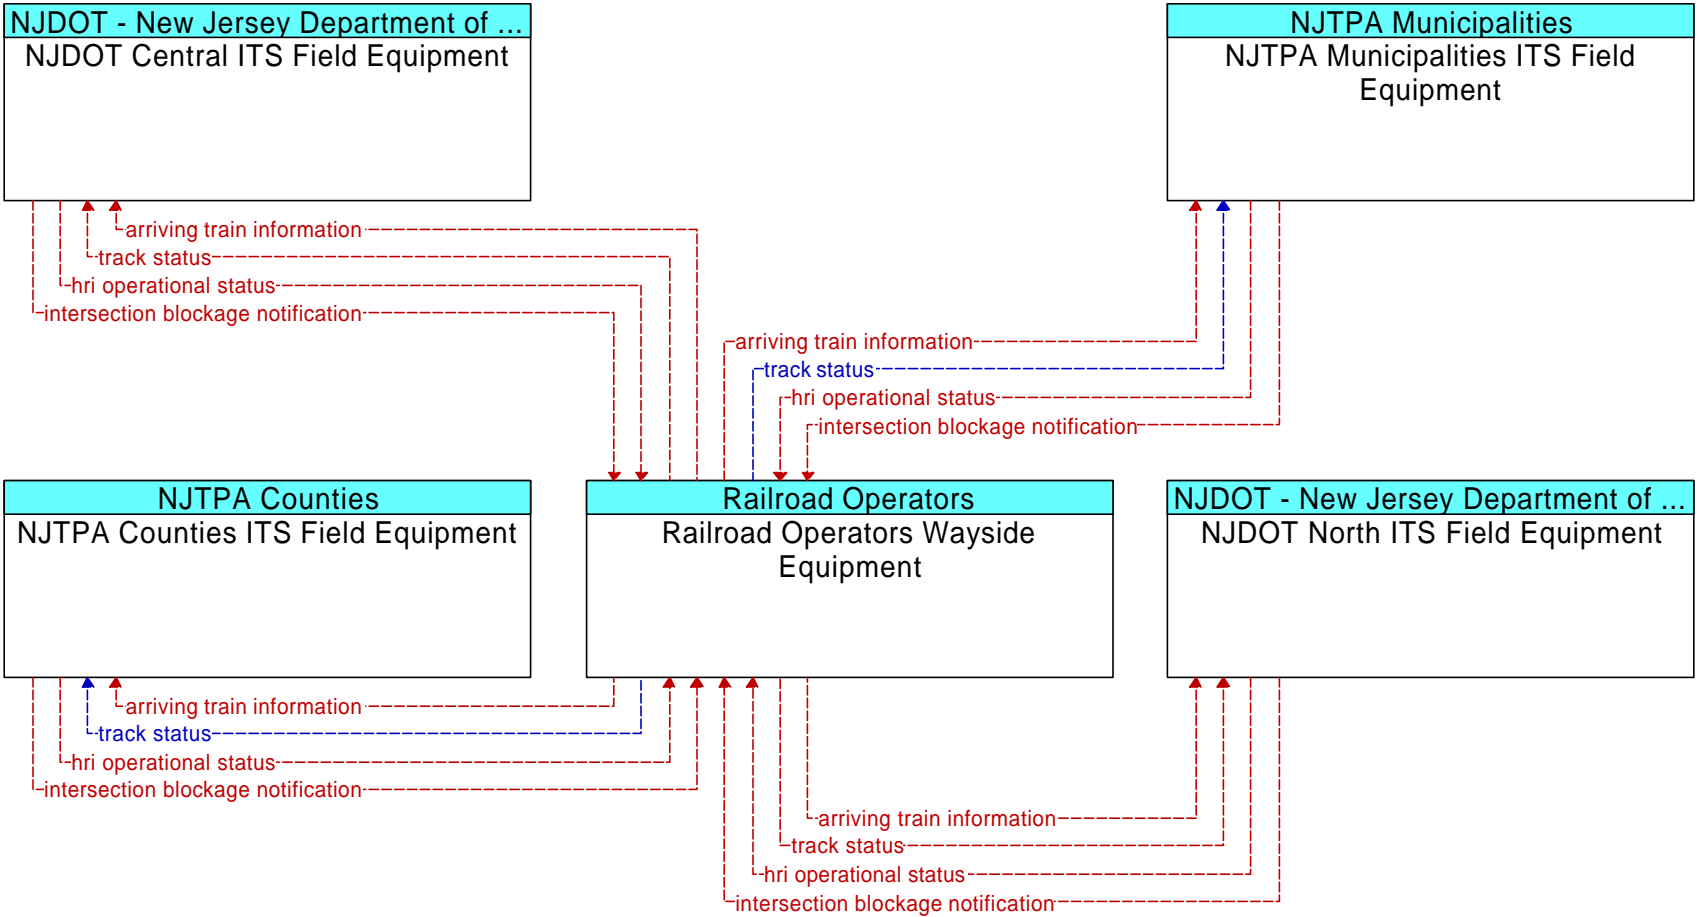 NJDOT - New Jersey Department of ...
NJDOT Central ITS Field Equipment
NJTPA Municipalities
NJTPA Municipalities ITS Field
Equipment
arriving train information
track status
hri operational status
intersection blockage notification
arriving train information
track status
hri operational status
intersection blockage notification
NJTPA Counties
NJTPA Counties ITS Field Equipment
Railroad Operators
Railroad Operators Wayside
Equipment
NJDOT - New Jersey Department of ...
NJDOT North ITS Field Equipment
arriving train information
track status
hri operational status
intersection blockage notification
arriving train information
track status
hri operational status
intersection blockage notification